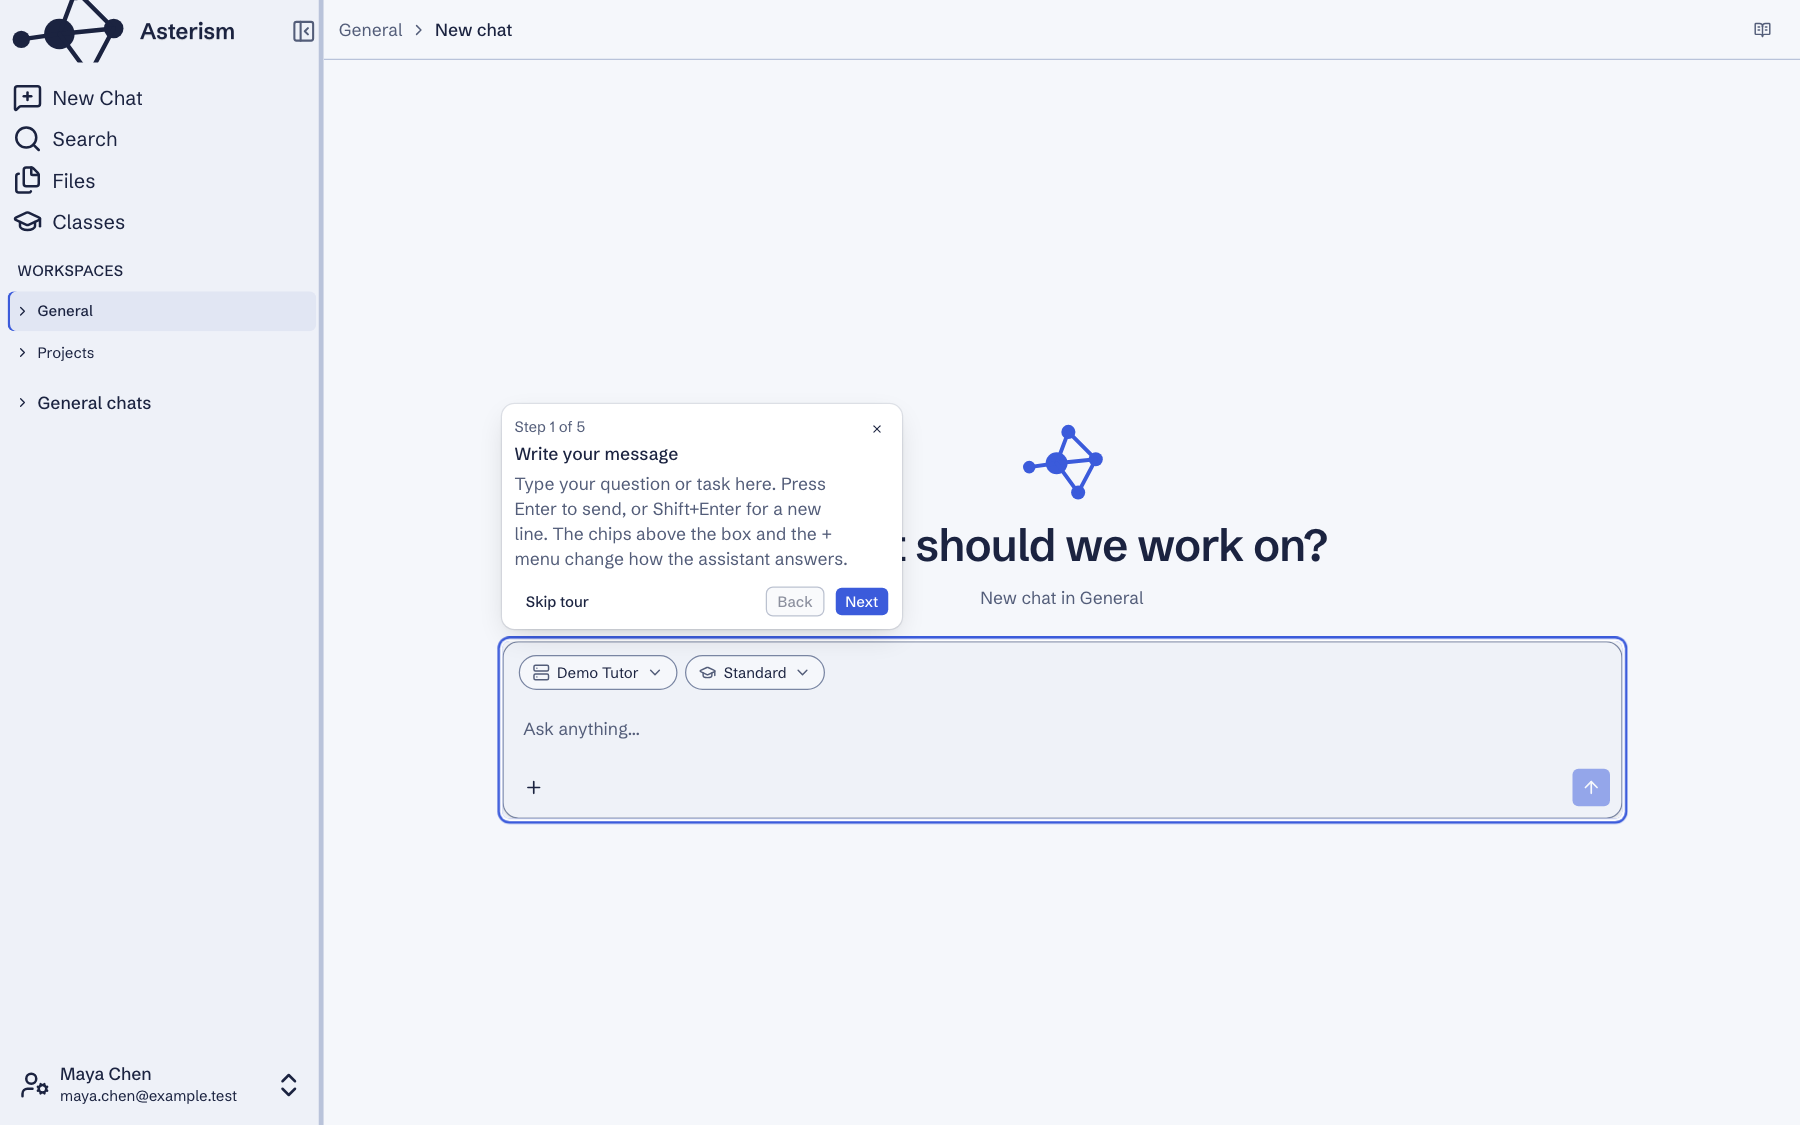 Asterism
General > New chat
New Chat
Search
Files
Classes
WORKSPACES
General
Projects
General chats
Step 1 of 5
Write your message
Type your question or task here. Press
Enter to send, or Shift+Enter for a new
line. The chips above the box and the +
menu change how the assistant answers.
Skip tour
Back
Next
should we work on?
New chat in General
Demo Tutor
Standard
Ask anything...
Maya Chen
maya.chen@example.test